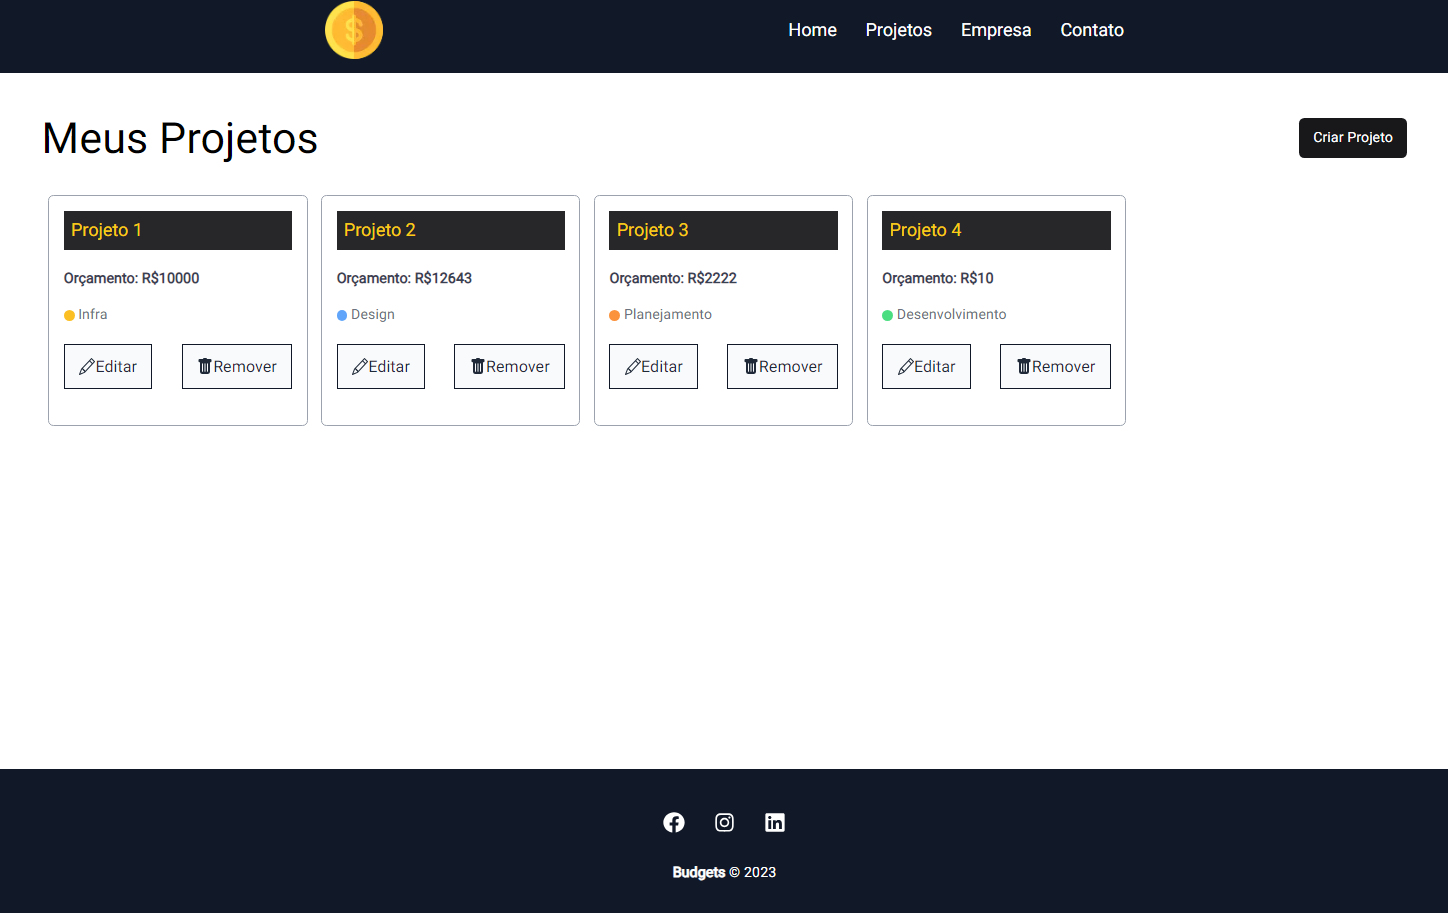 $
Home Projetos Empresa Contato
Meus Projetos
Criar Projeto
Projeto 1
Orçamento: R$10000
Infra
Editar Remover
Projeto 2
Orçamento: R$12643
Design
Editar Remover
Projeto 3
Orçamento: R$2222
Planejamento
Editar Remover
Projeto 4
Orçamento: R$10
Desenvolvimento
Editar Remover
Budgets © 2023